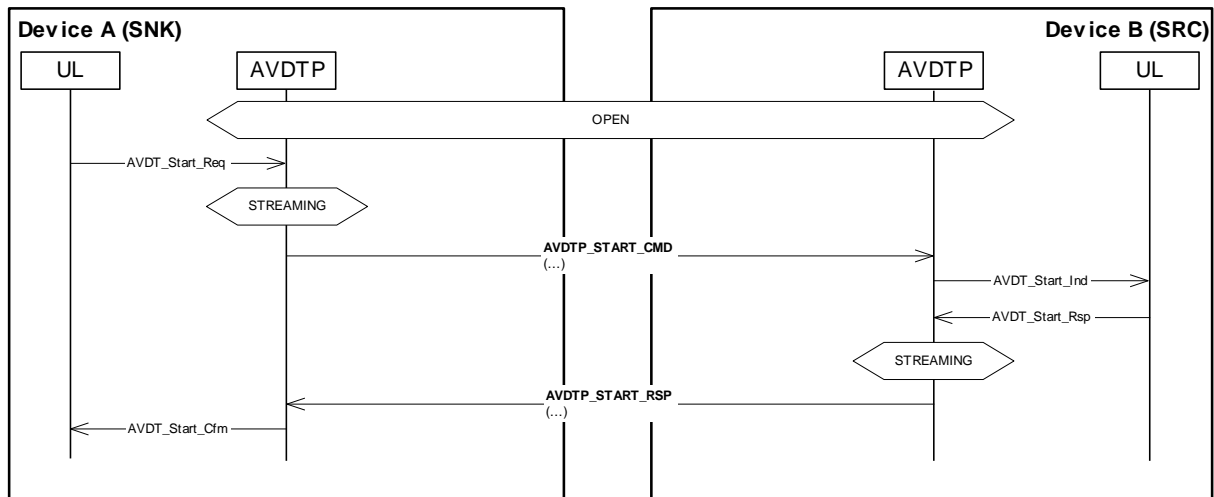 Device A (SNK)
Device B (SRC)
UL
AVDTP
AVDTP
UL
OPEN
AVDT_Start_Req
STREAMING
AVDTP_START_CMD
(...)
AVDT_Start_Ind
AVDT_Start_Rsp
STREAMING
AVDTP_START_RSP
(...)
AVDT_Start_Cfm